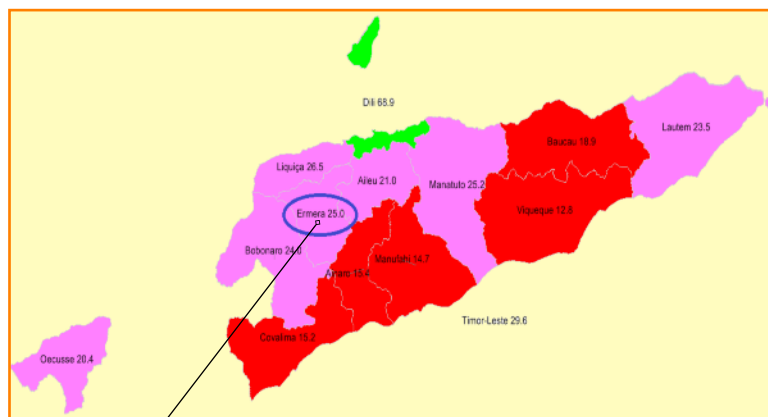 Dili 68.9
Lautem 23.5
Baucau 16.9
Liquiça 26.5
Aileu 21.0
Manatuto 25.2
Viqueque 12.6
Ermera 25.0
Bobonaro 24.0
Manufahi 14.7
Ainaro 15.4
Timor-Leste 29.6
Covalima 15.2
Oecusse 20.4